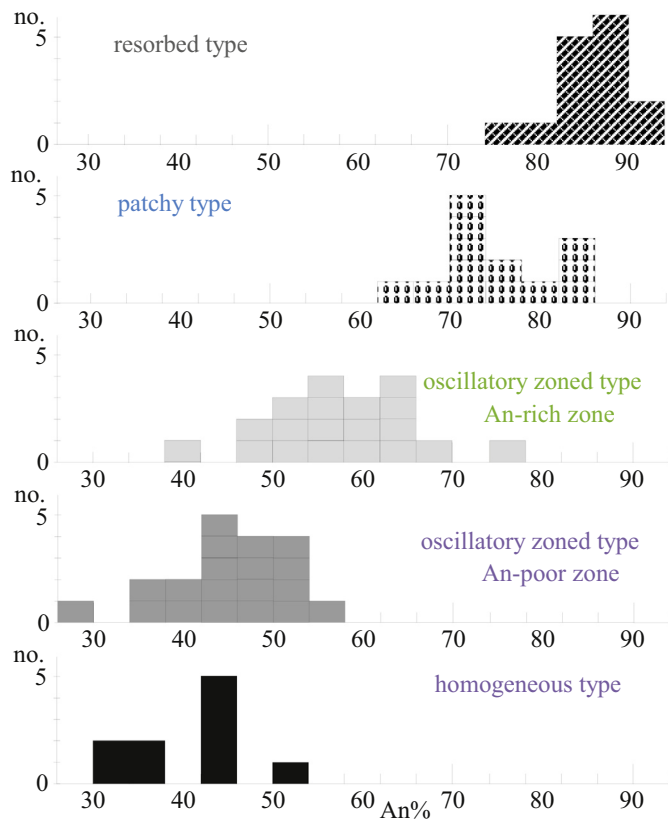 no.
5
resorbed type
0
30 40 50 60 70 80 90
no.
5
patchy type
0
30 40 50 60 70 80 90
no.
5
oscillatory zoned type
An-rich zone
0
30 40 50 60 70 80 90
no.
5
oscillatory zoned type
An-poor zone
0
30 40 50 60 70 80 90
no.
5
homogeneous type
0
30 40 50 60 70 80 90
An%